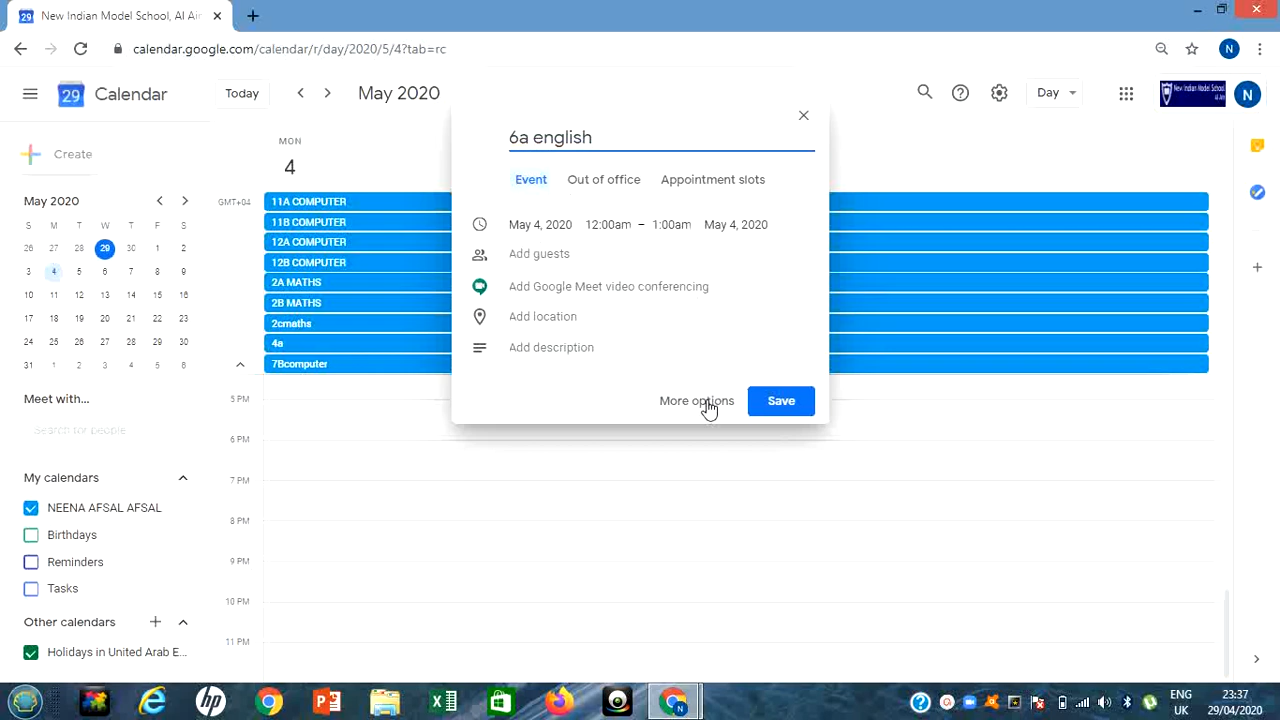 New Indian Model School, Al Ain
calendar.google.com/calendar/r/day/2020/5/4?tab=rc
N
29
Calendar
Today
May 2020
Day
New Indian Model School
N
6a english
Create
MON
4
Event
Out of office
Appointment slots
May 2020
S M T W T F S
26 27 28 29 30 1 2
3 4 5 6 7 8 9
10 11 12 13 14 15 16
17 18 19 20 21 22 23
24 25 26 27 28 29 30
31 1 2 3 4 5 6
GMT+04
11A COMPUTER
11B COMPUTER
12A COMPUTER
12B COMPUTER
2A MATHS
2B MATHS
2cmaths
4a
7Bcomputer
May 4, 2020 12:00am – 1:00am May 4, 2020
Add guests
Add Google Meet video conferencing
Add location
Add description
More options
Save
Meet with...
Search for people
My calendars
NEENA AFSAL AFSAL
Birthdays
Reminders
Tasks
Other calendars
Holidays in United Arab E...
5 PM
6 PM
7 PM
8 PM
9 PM
10 PM
11 PM
ENG
UK
23:37
29/04/2020